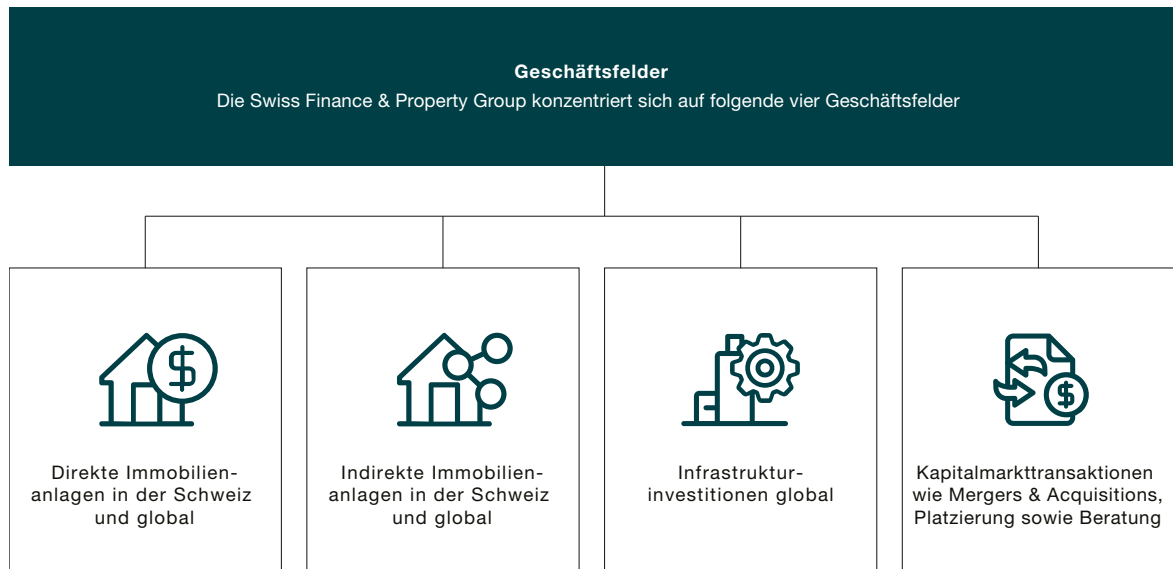 Geschäftsfelder
Die Swiss Finance & Property Group konzentriert sich auf folgende vier Geschäftsfelder
Direkte Immobilien-
anlagen in der Schweiz
und global
Indirekte Immobilien-
anlagen in der Schweiz
und global
Infrastruktur-
investitionen global
Kapitalmarkttransaktionen
wie Mergers & Acquisitions,
Platzierung sowie Beratung